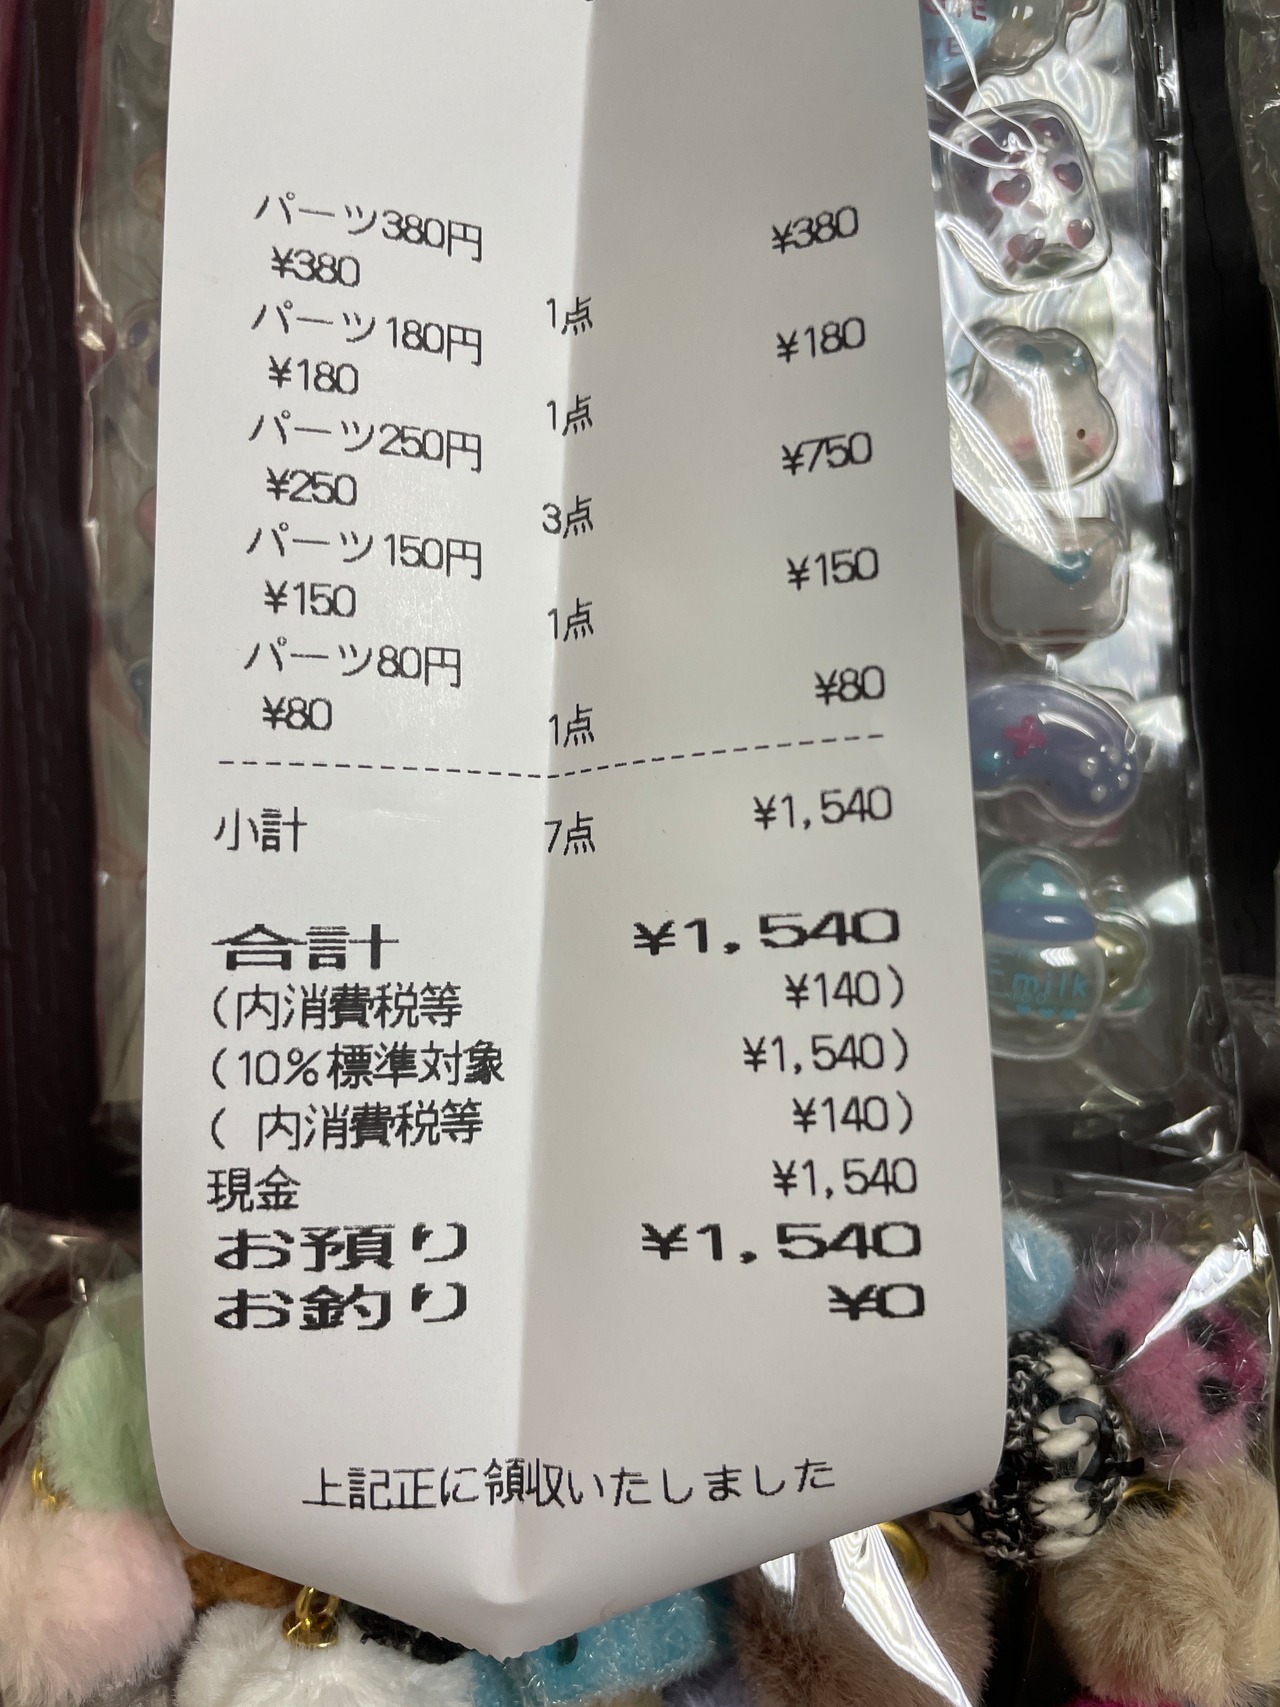 パーツ380円
¥380 1点 ¥380
パーツ180円
¥180 1点 ¥180
パーツ250円
¥250 3点 ¥750
パーツ150円
¥150 1点 ¥150
パーツ80円
¥80 1点 ¥80
小計 7点 ¥1,540
合計 ¥1,540
(内消費税等 ¥140)
(10%標準対象 ¥1,540)
( 内消費税等 ¥140)
現金 ¥1,540
お預り ¥1,540
お釣り ¥0
上記正に領収いたしました
milk